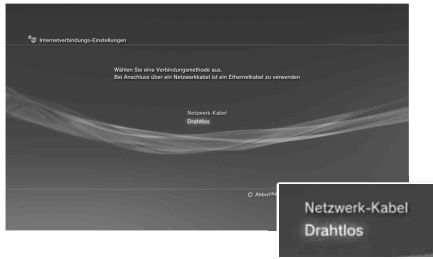 Internetverbindungs-Einstellungen
Wählen Sie eine Verbindungsmethode aus.
Bei Anschluss über ein Netzwerkkabel ist ein Ethernetkabel zu verwenden
Netzwerk-Kabel
Drahtlos
Netzwerk-Kabel
Drahtlos